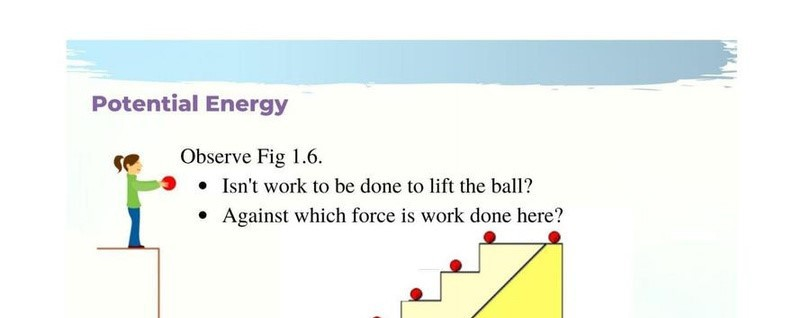 Potential Energy
Observe Fig 1.6.
• Isn't work to be done to lift the ball?
• Against which force is work done here?